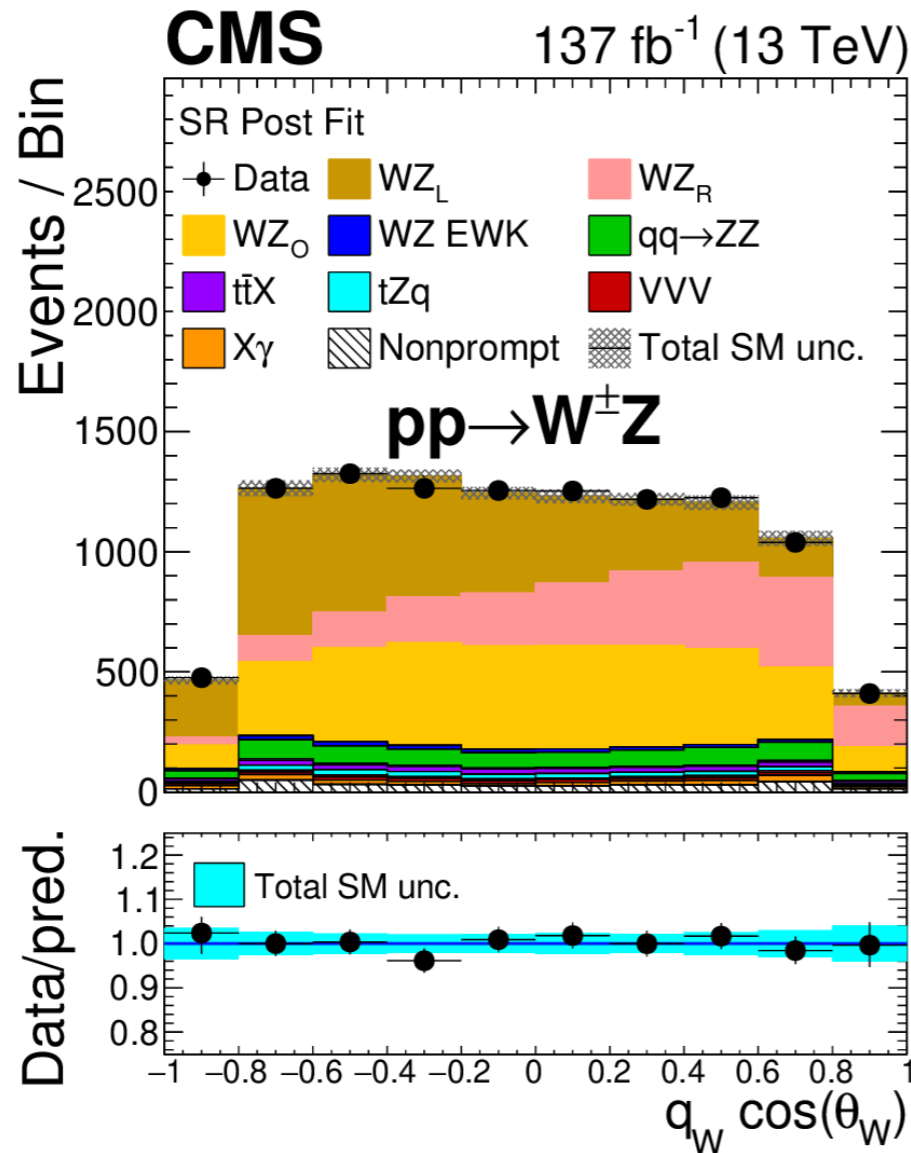 CMS 137 fb⁻¹ (13 TeV)
Events / Bin
SR Post Fit
Data WZ_L WZ_R
WZ_O WZ EWK qq→ZZ
tt̄X tZq VVV
Xγ Nonprompt Total SM unc.
pp→W±Z
2500
2000
1500
1000
500
0
Data/pred.
Total SM unc.
1.2
1.1
1.0
0.9
0.8
−1 −0.8 −0.6 −0.4 −0.2 0 0.2 0.4 0.6 0.8 1
q_W cos(θ_W)